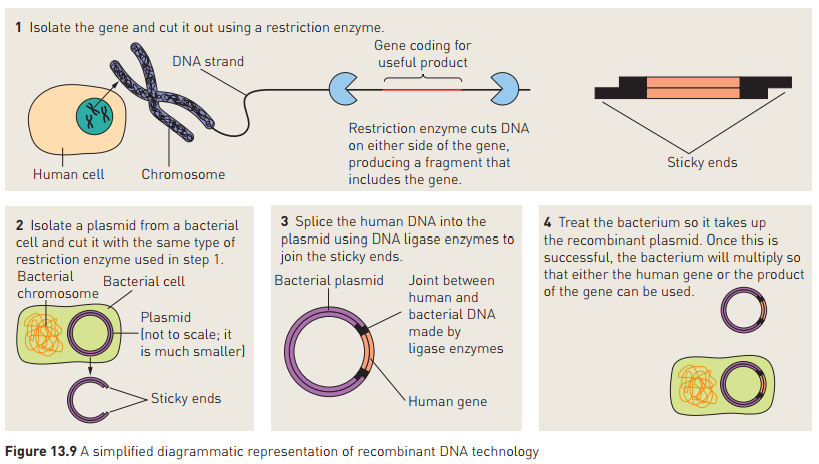 1 Isolate the gene and cut it out using a restriction enzyme.
DNA strand
Gene coding for
useful product
Restriction enzyme cuts DNA
on either side of the gene,
producing a fragment that
includes the gene.
Human cell
Chromosome
Sticky ends
2 Isolate a plasmid from a bacterial
cell and cut it with the same type of
restriction enzyme used in step 1.
Bacterial
chromosome
Bacterial cell
Plasmid
(not to scale; it
is much smaller)
Sticky ends
3 Splice the human DNA into the
plasmid using DNA ligase enzymes to
join the sticky ends.
Bacterial plasmid
Joint between
human and
bacterial DNA
made by
ligase enzymes
Human gene
4 Treat the bacterium so it takes up
the recombinant plasmid. Once this is
successful, the bacterium will multiply so
that either the human gene or the product
of the gene can be used.
Figure 13.9 A simplified diagrammatic representation of recombinant DNA technology